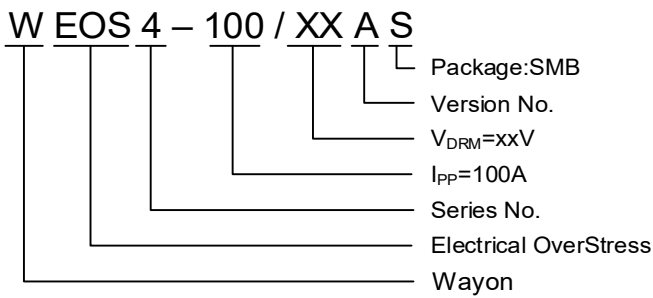 W EOS 4 – 100 / XX A S
Package:SMB
Version No.
VDRM=xxV
IPP=100A
Series No.
Electrical OverStress
Wayon